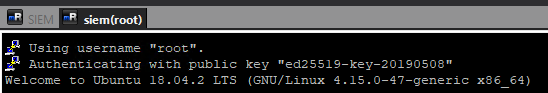 SIEM siem(root)
Using username "root".
Authenticating with public key "ed25519-key-20190508"
Welcome to Ubuntu 18.04.2 LTS (GNU/Linux 4.15.0-47-generic x86_64)